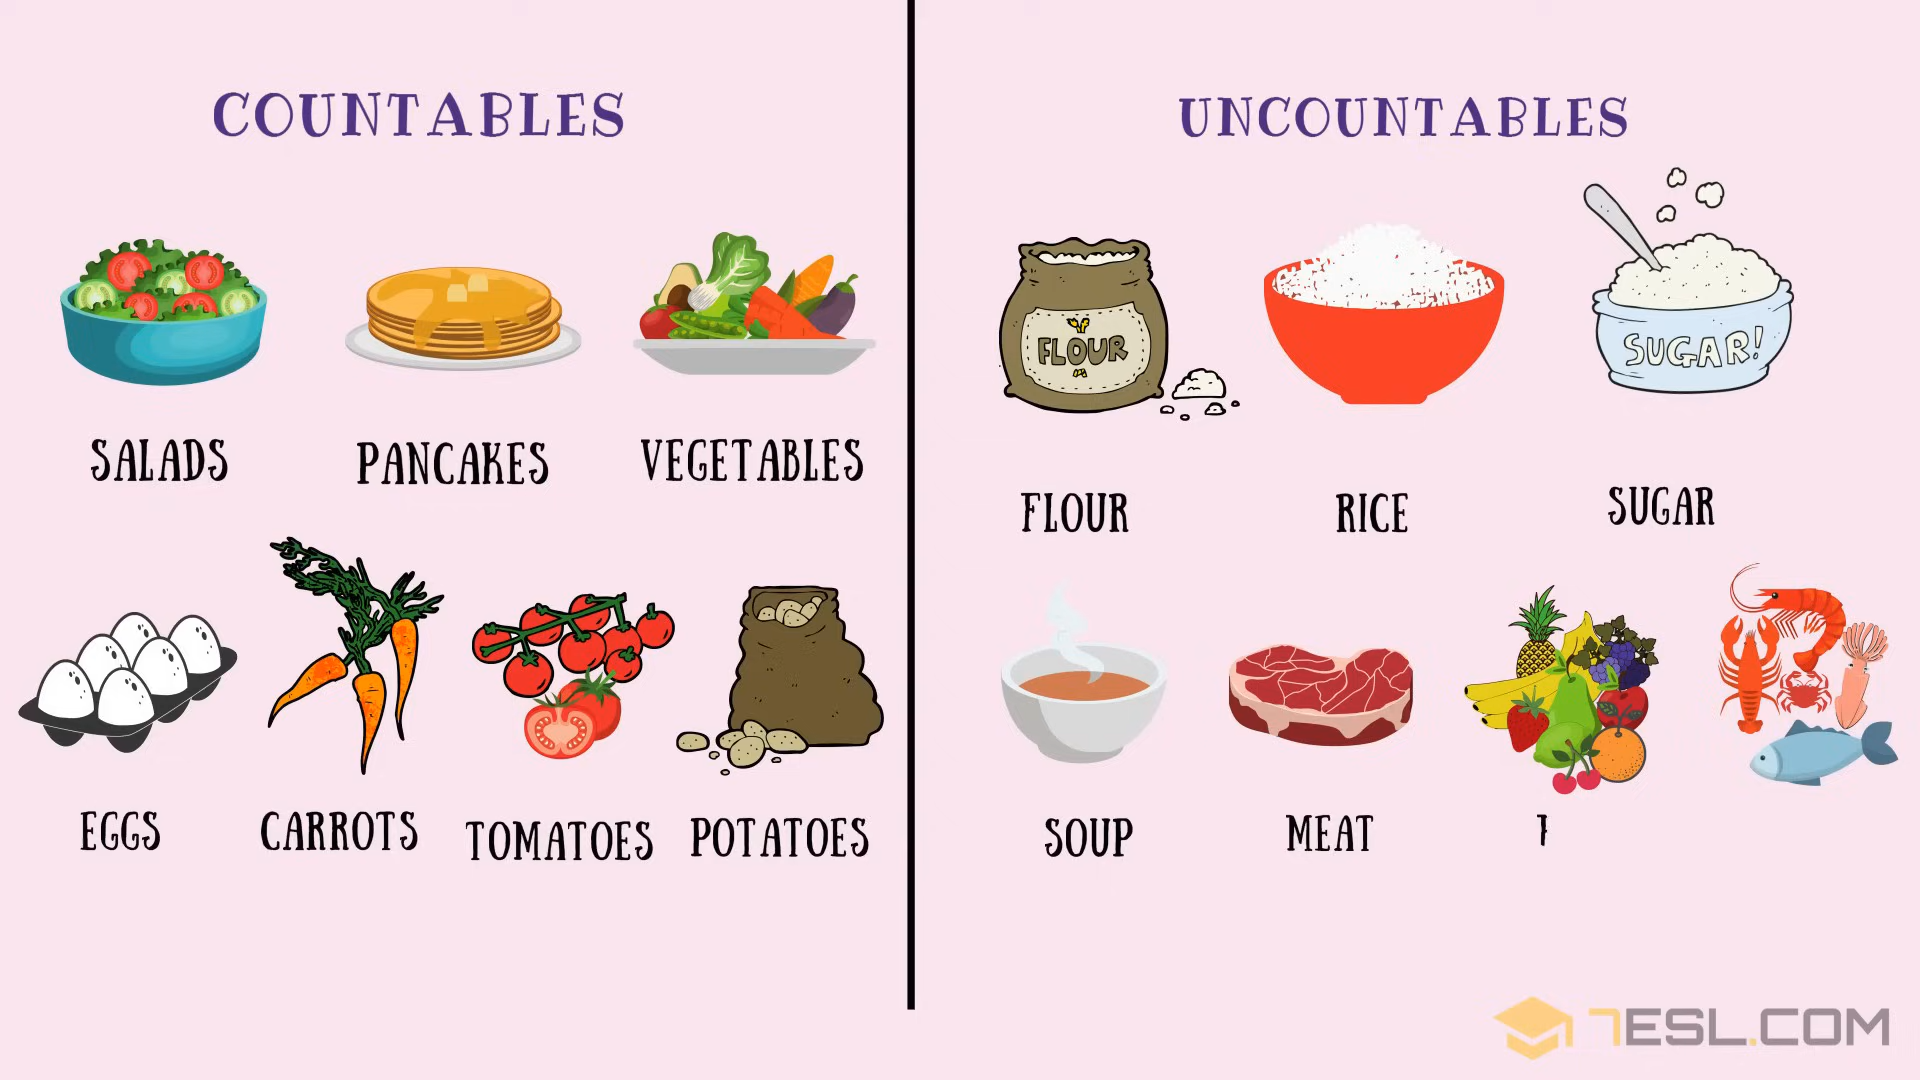 COUNTABLES
UNCOUNTABLES
FLOUR
SUGAR!
SALADS
PANCAKES
VEGETABLES
FLOUR
RICE
SUGAR
EGGS
CARROTS
TOMATOES
POTATOES
SOUP
MEAT
7ESL.COM